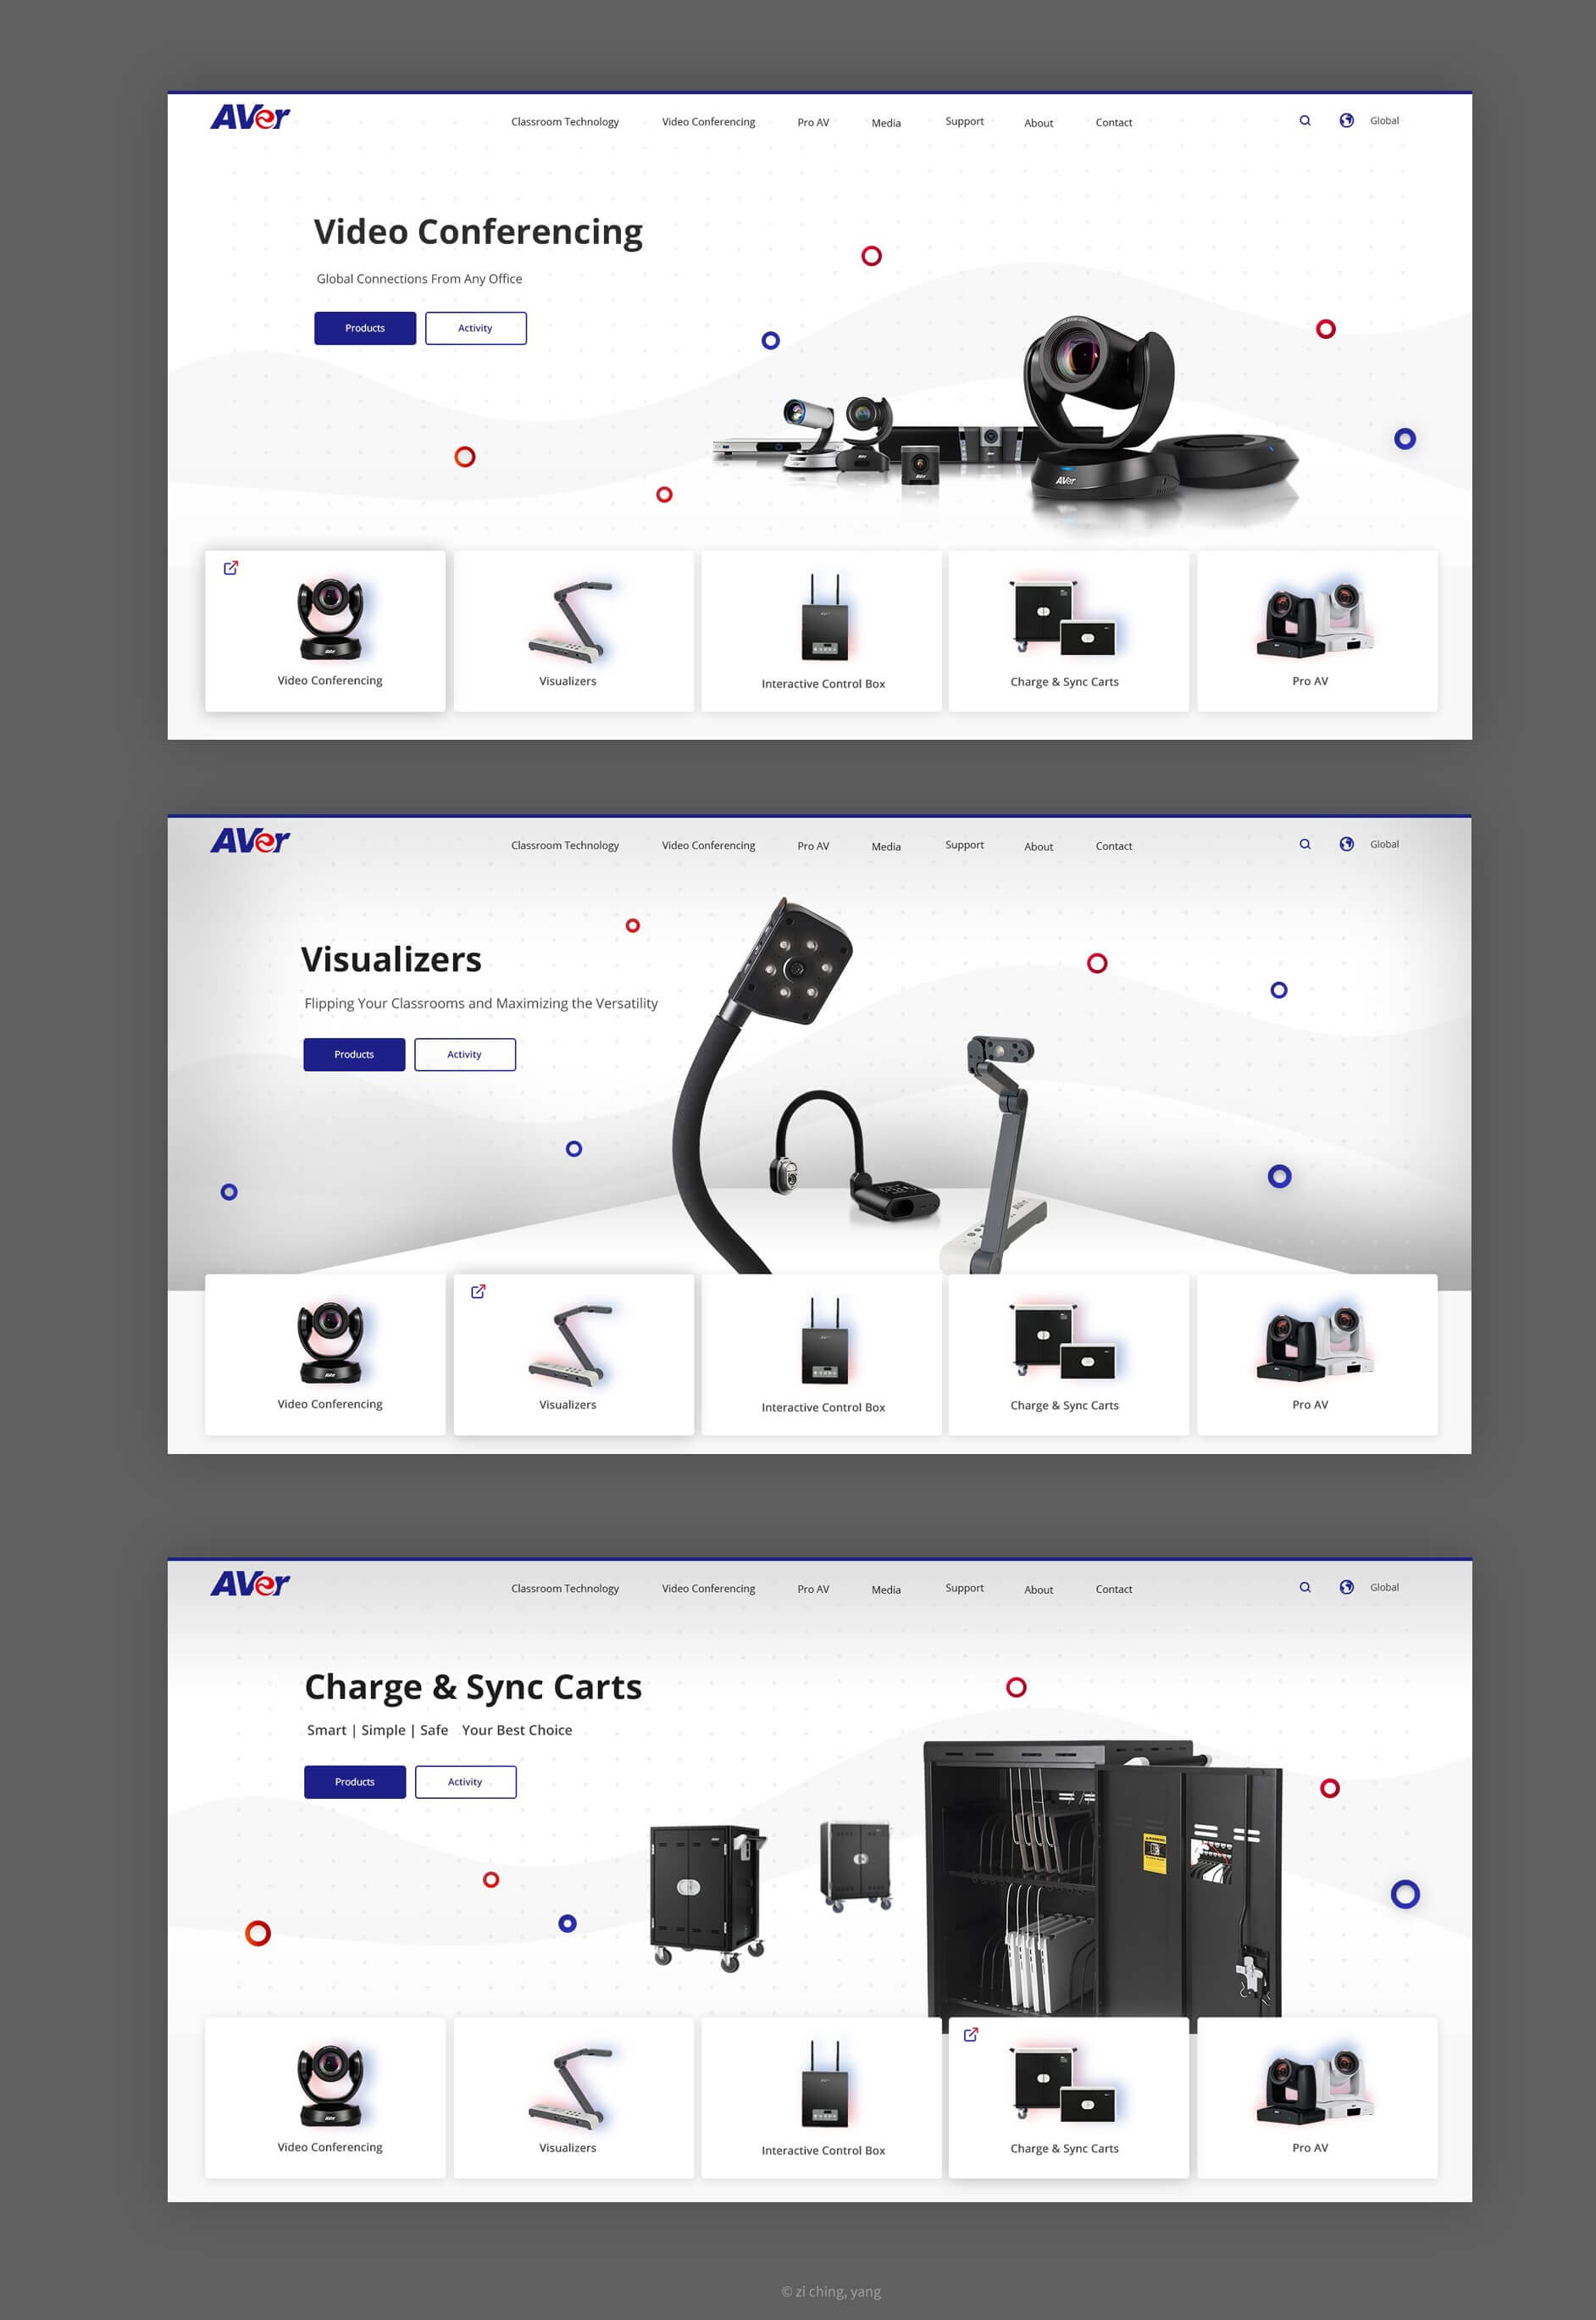 AVer
Classroom Technology Video Conferencing Pro AV Media Support About Contact Global
Video Conferencing
Global Connections From Any Office
Products Activity
AVer
Video Conferencing Visualizers Interactive Control Box Charge & Sync Carts Pro AV
AVer
Classroom Technology Video Conferencing Pro AV Media Support About Contact Global
Visualizers
Flipping Your Classrooms and Maximizing the Versatility
Products Activity
AVer
Video Conferencing Visualizers Interactive Control Box Charge & Sync Carts Pro AV
AVer
Classroom Technology Video Conferencing Pro AV Media Support About Contact Global
Charge & Sync Carts
Smart | Simple | Safe Your Best Choice
Products Activity
Video Conferencing Visualizers Interactive Control Box Charge & Sync Carts Pro AV
© zi ching, yang